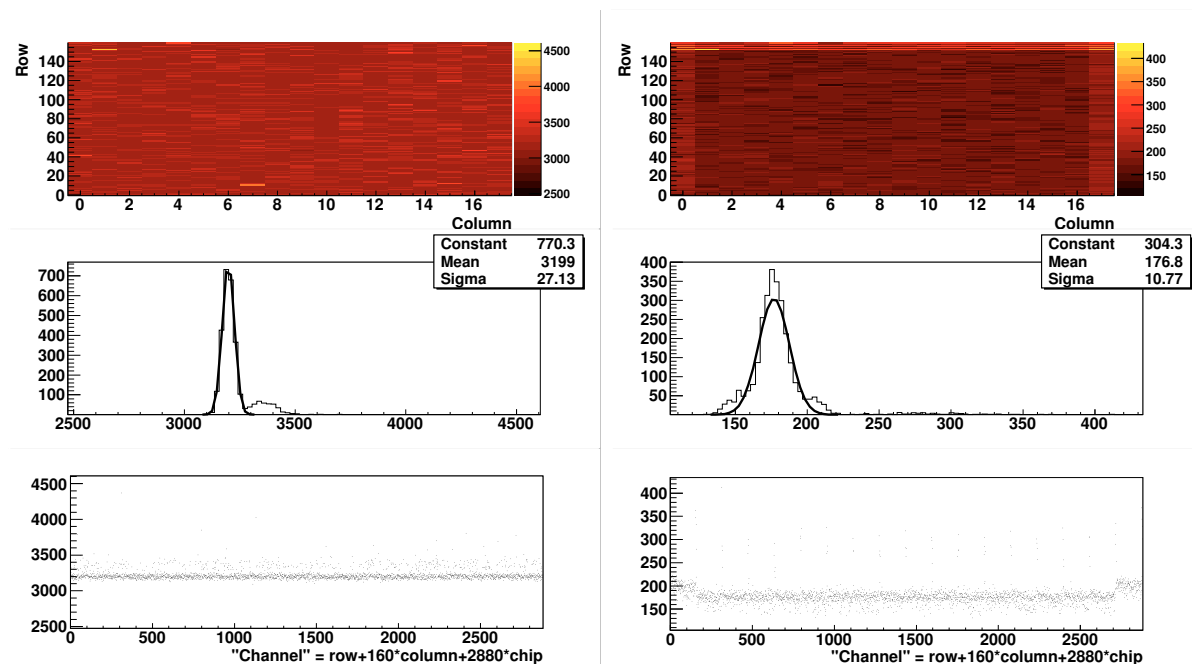 Row
140
120
100
80
60
40
20
0
0 2 4 6 8 10 12 14 16
Column
4500
4000
3500
3000
2500
Row
140
120
100
80
60
40
20
0
0 2 4 6 8 10 12 14 16
Column
400
350
300
250
200
150
Constant 770.3
Mean 3199
Sigma 27.13
700
600
500
400
300
200
100
2500 3000 3500 4000 4500
Constant 304.3
Mean 176.8
Sigma 10.77
400
350
300
250
200
150
100
50
150 200 250 300 350 400
4500
4000
3500
3000
2500
0 500 1000 1500 2000 2500
"Channel" = row+160*column+2880*chip
400
350
300
250
200
150
0 500 1000 1500 2000 2500
"Channel" = row+160*column+2880*chip